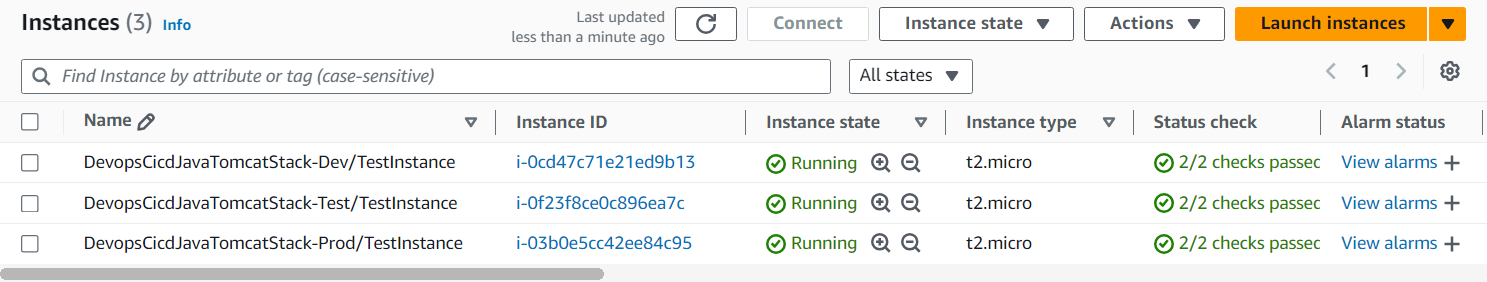 Instances (3) Info
Last updated
less than a minute ago
Connect
Instance state
Actions
Launch instances
Find Instance by attribute or tag (case-sensitive)
All states
1
Name Instance ID Instance state Instance type Status check Alarm status
DevopsCicdJavaTomcatStack-Dev/TestInstance i-0cd47c71e21ed9b13 Running t2.micro 2/2 checks passed View alarms +
DevopsCicdJavaTomcatStack-Test/TestInstance i-0f23f8ce0c896ea7c Running t2.micro 2/2 checks passed View alarms +
DevopsCicdJavaTomcatStack-Prod/TestInstance i-03b0e5cc42ee84c95 Running t2.micro 2/2 checks passed View alarms +